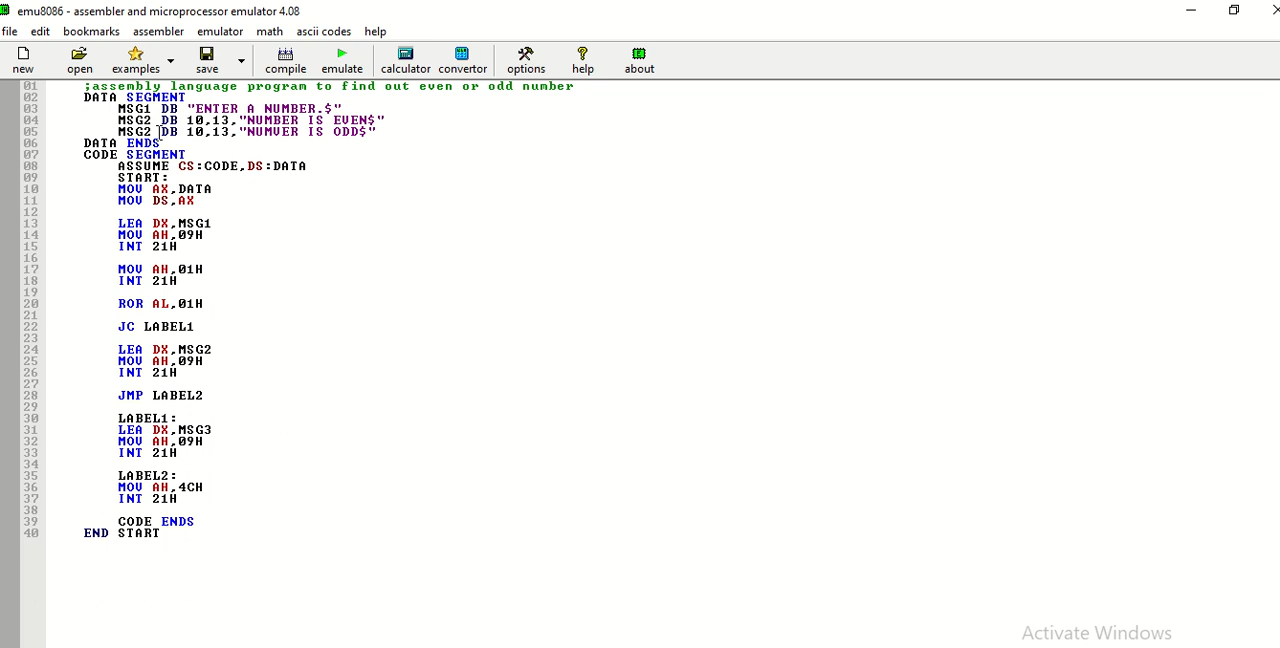 emu8086 - assembler and microprocessor emulator 4.08
file edit bookmarks assembler emulator math ascii codes help
new open examples save compile emulate calculator convertor options help about
01 ;assembly language program to find out even or odd number
02 DATA SEGMENT
03 MSG1 DB "ENTER A NUMBER.$"
04 MSG2 DB 10,13,"NUMBER IS EVEN$"
05 MSG2 DB 10,13,"NUMVER IS ODD$"
06 DATA ENDS
07 CODE SEGMENT
08 ASSUME CS:CODE,DS:DATA
09 START:
10 MOV AX,DATA
11 MOV DS,AX
12
13 LEA DX,MSG1
14 MOV AH,09H
15 INT 21H
16
17 MOV AH,01H
18 INT 21H
19
20 ROR AL,01H
21
22 JC LABEL1
23
24 LEA DX,MSG2
25 MOV AH,09H
26 INT 21H
27
28 JMP LABEL2
29
30 LABEL1:
31 LEA DX,MSG3
32 MOV AH,09H
33 INT 21H
34
35 LABEL2:
36 MOV AH,4CH
37 INT 21H
38
39 CODE ENDS
40 END START
Activate Windows